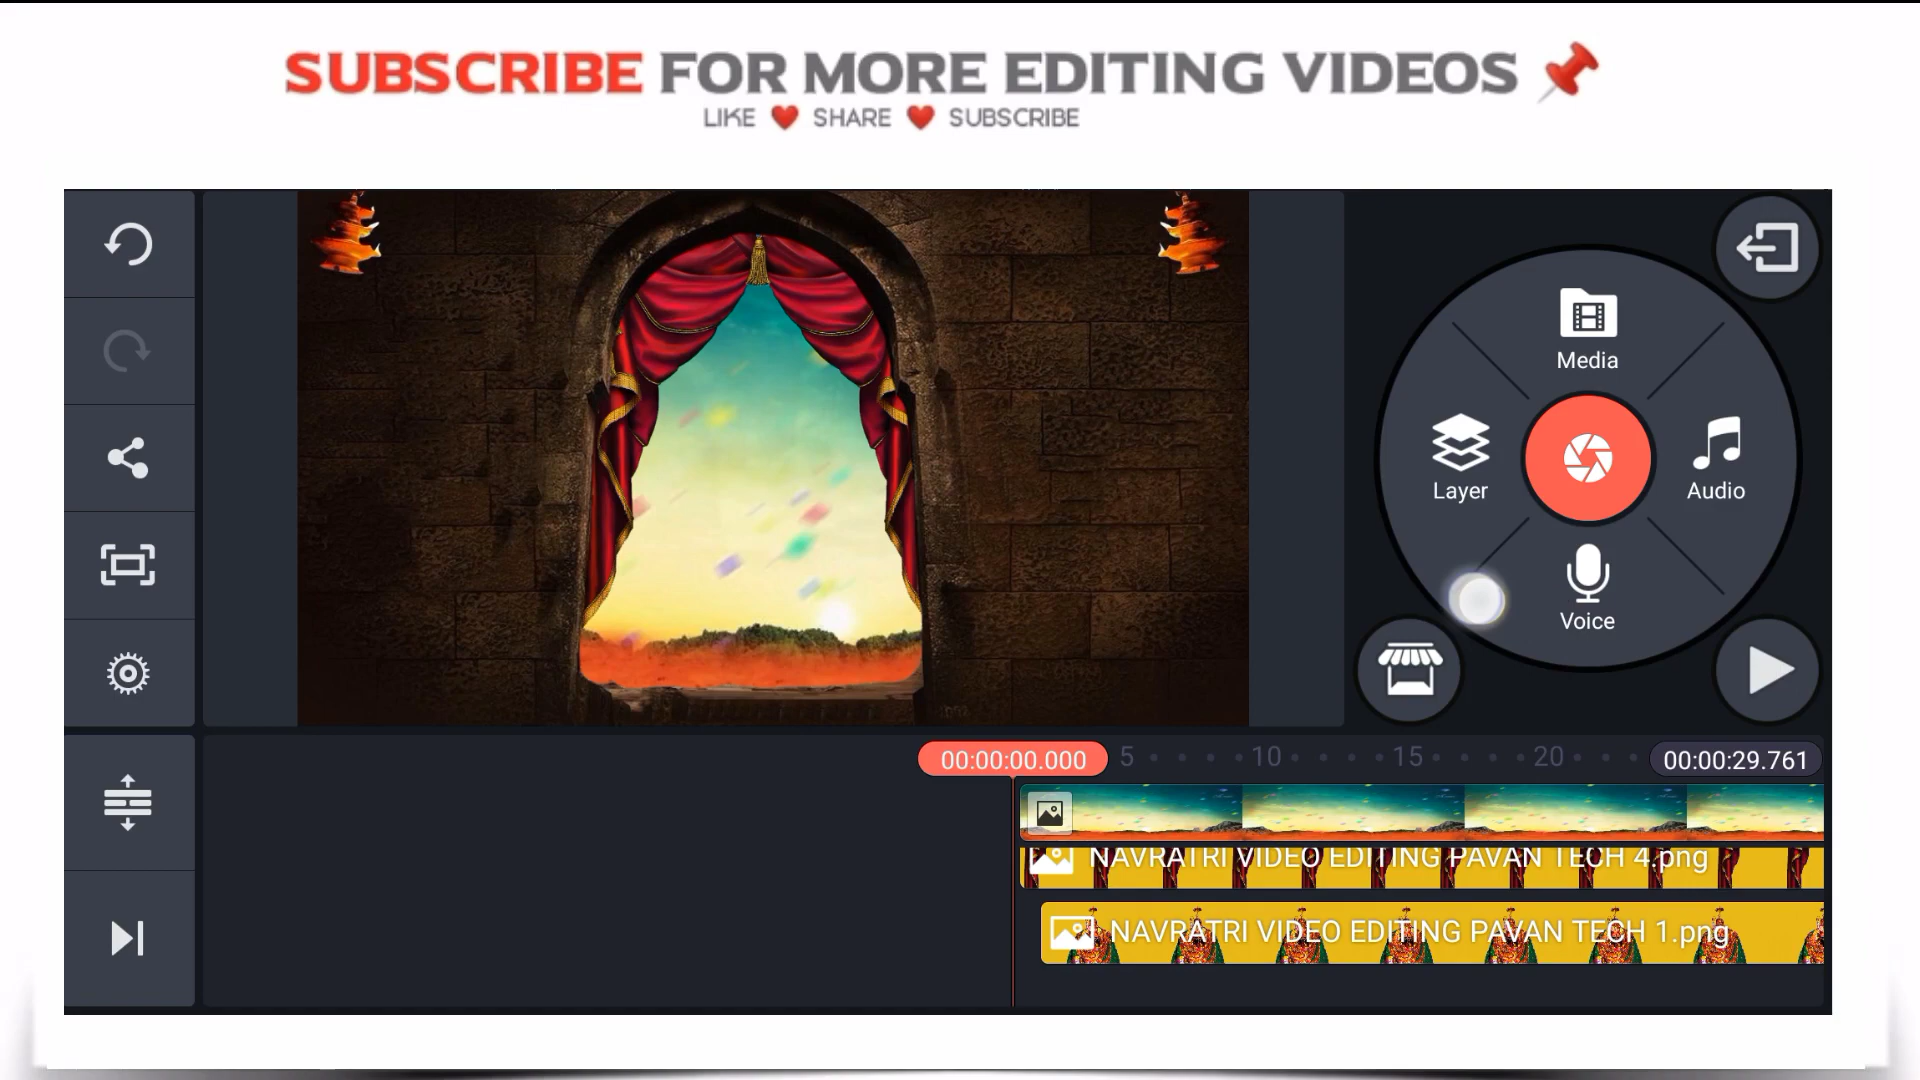 SUBSCRIBE FOR MORE EDITING VIDEOS
LIKE SHARE SUBSCRIBE
Media
Layer
Audio
Voice
00:00:00.000 5 10 15 20 00:00:29.761
NAVRATRI VIDEO EDITING PAVAN TECH 4.png
NAVRATRI VIDEO EDITING PAVAN TECH 1.png